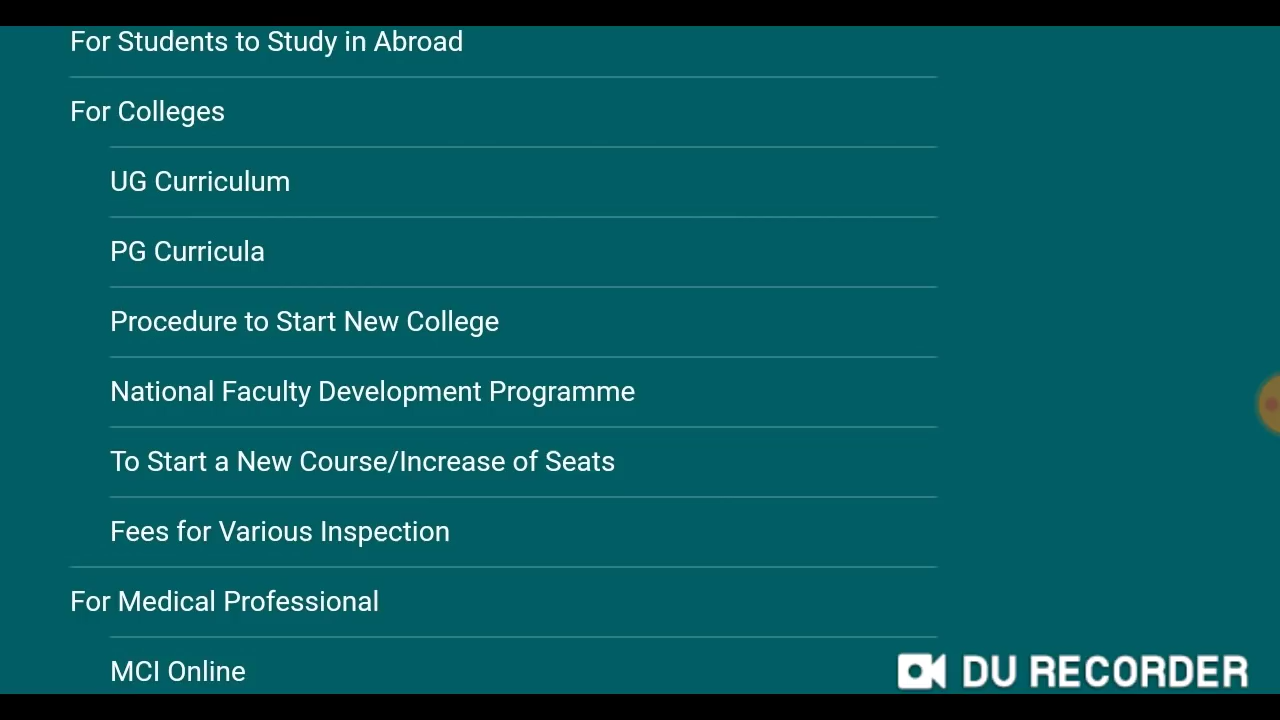 For Students to Study in Abroad
For Colleges
UG Curriculum
PG Curricula
Procedure to Start New College
National Faculty Development Programme
To Start a New Course/Increase of Seats
Fees for Various Inspection
For Medical Professional
MCI Online
DU RECORDER